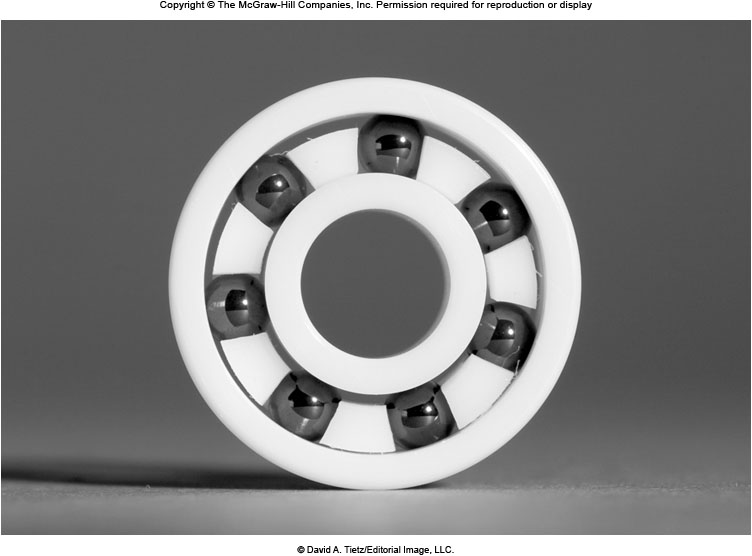 Copyright © The McGraw-Hill Companies, Inc. Permission required for reproduction or display
© David A. Tietz/Editorial Image, LLC.